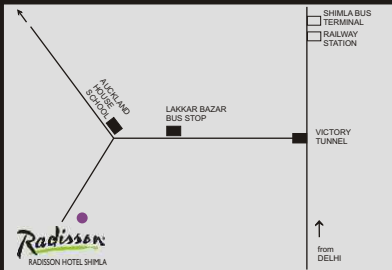 SHIMLA BUS
TERMINAL
RAILWAY
STATION
AUCKLAND
HOUSE
SCHOOL
LAKKAR BAZAR
BUS STOP
VICTORY
TUNNEL
Radisson
RADISSON HOTEL SHIMLA
from
DELHI